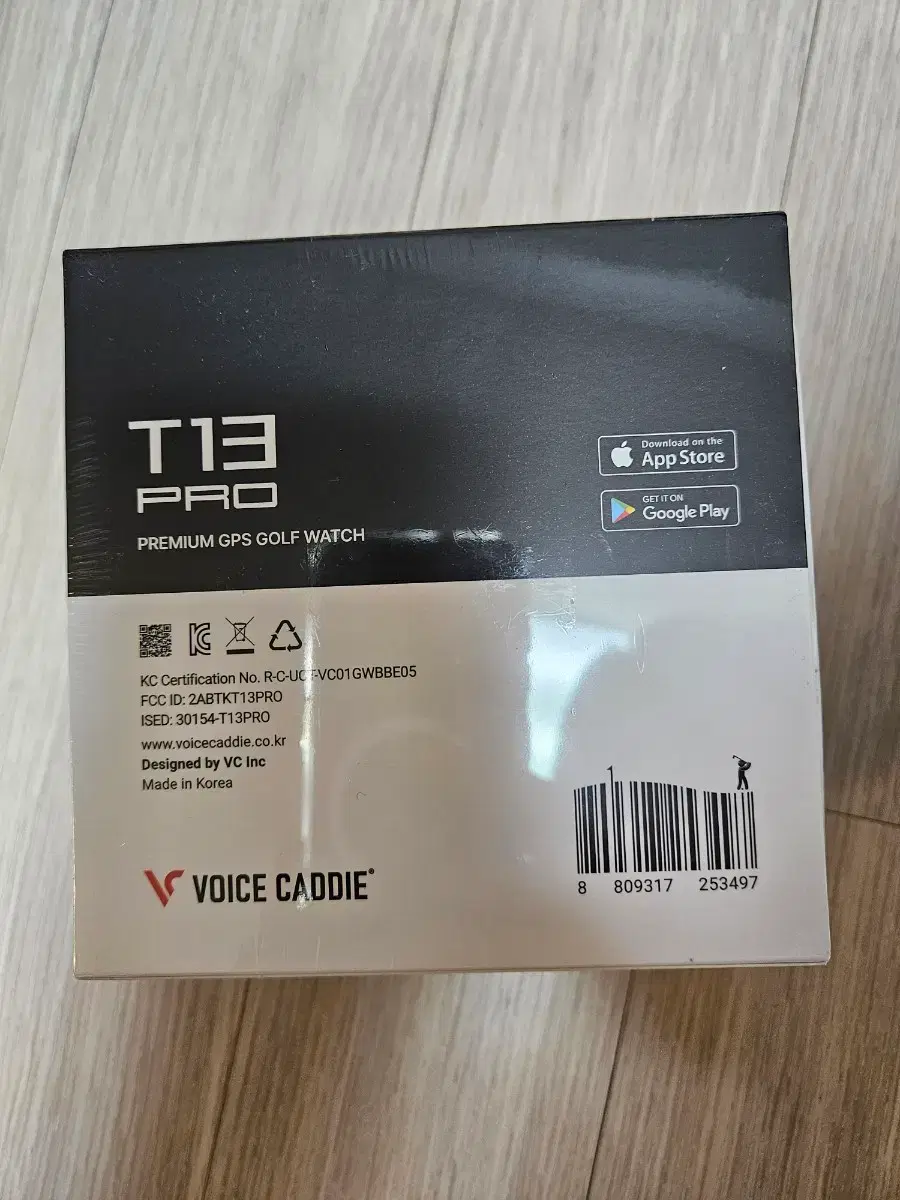 T13
PRO
PREMIUM GPS GOLF WATCH
Download on the
App Store
GET IT ON
Google Play
KC Certification No. R-C-UCT-VC01GWBBE05
FCC ID: 2ABTKT13PRO
ISED: 30154-T13PRO
www.voicecaddie.co.kr
Designed by VC Inc
Made in Korea
VOICE CADDIE®
8 809317 253497